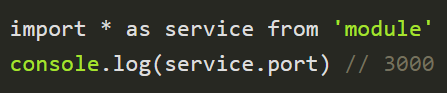 import * as service from 'module'
console.log(service.port) // 3000